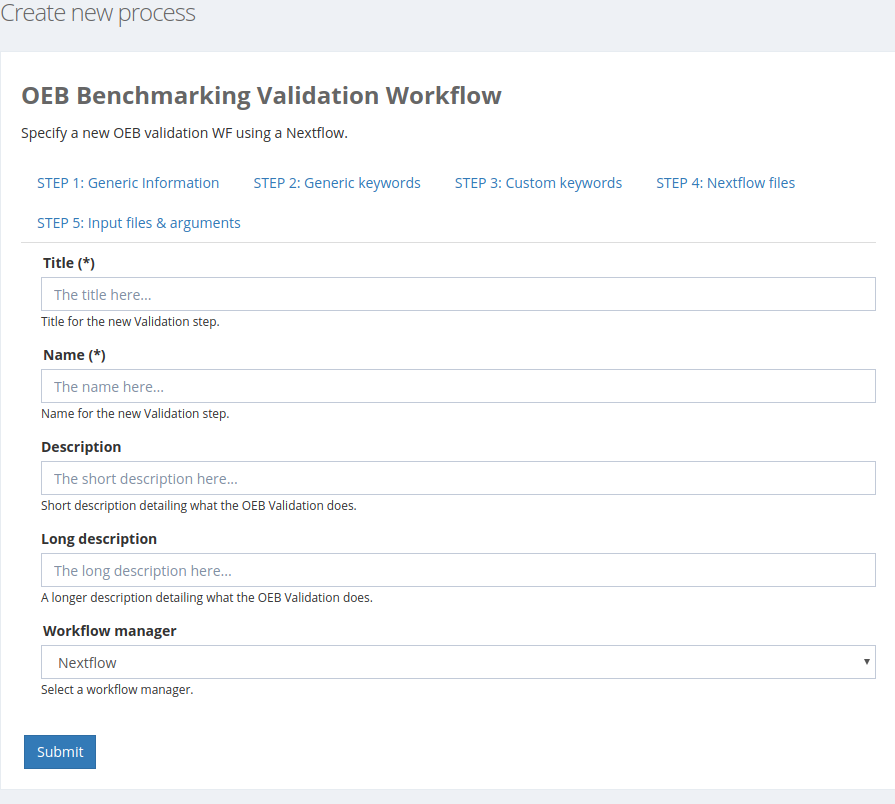 Create new process
OEB Benchmarking Validation Workflow
Specify a new OEB validation WF using a Nextflow.
STEP 1: Generic Information STEP 2: Generic keywords STEP 3: Custom keywords STEP 4: Nextflow files
STEP 5: Input files & arguments
Title (*)
The title here...
Title for the new Validation step.
Name (*)
The name here...
Name for the new Validation step.
Description
The short description here...
Short description detailing what the OEB Validation does.
Long description
The long description here...
A longer description detailing what the OEB Validation does.
Workflow manager
Nextflow
Select a workflow manager.
Submit